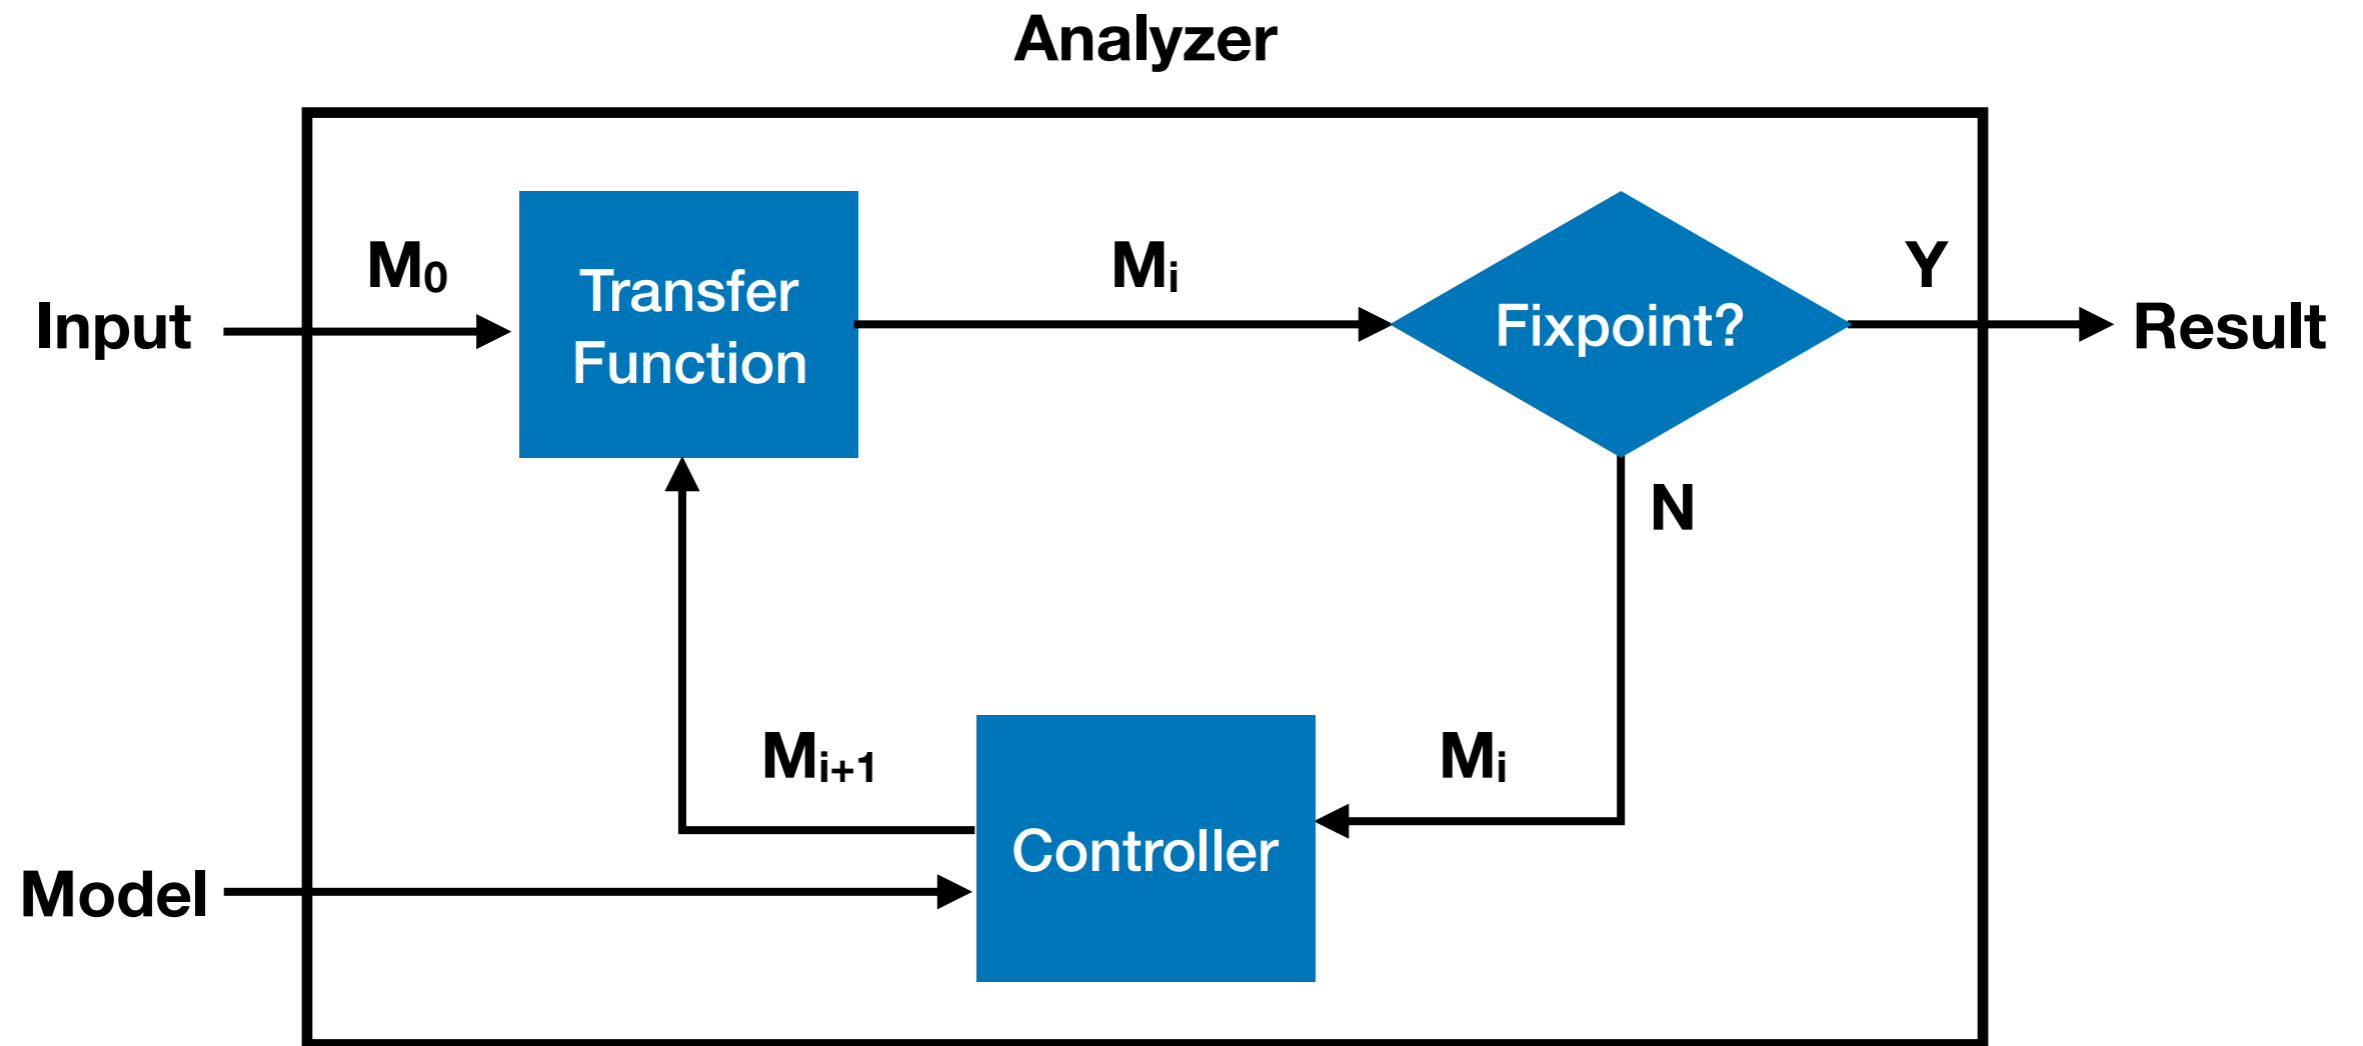 Analyzer
M₀
Transfer
Function
Mᵢ
Fixpoint?
Y
Input
Result
N
Mᵢ₊₁
Mᵢ
Controller
Model